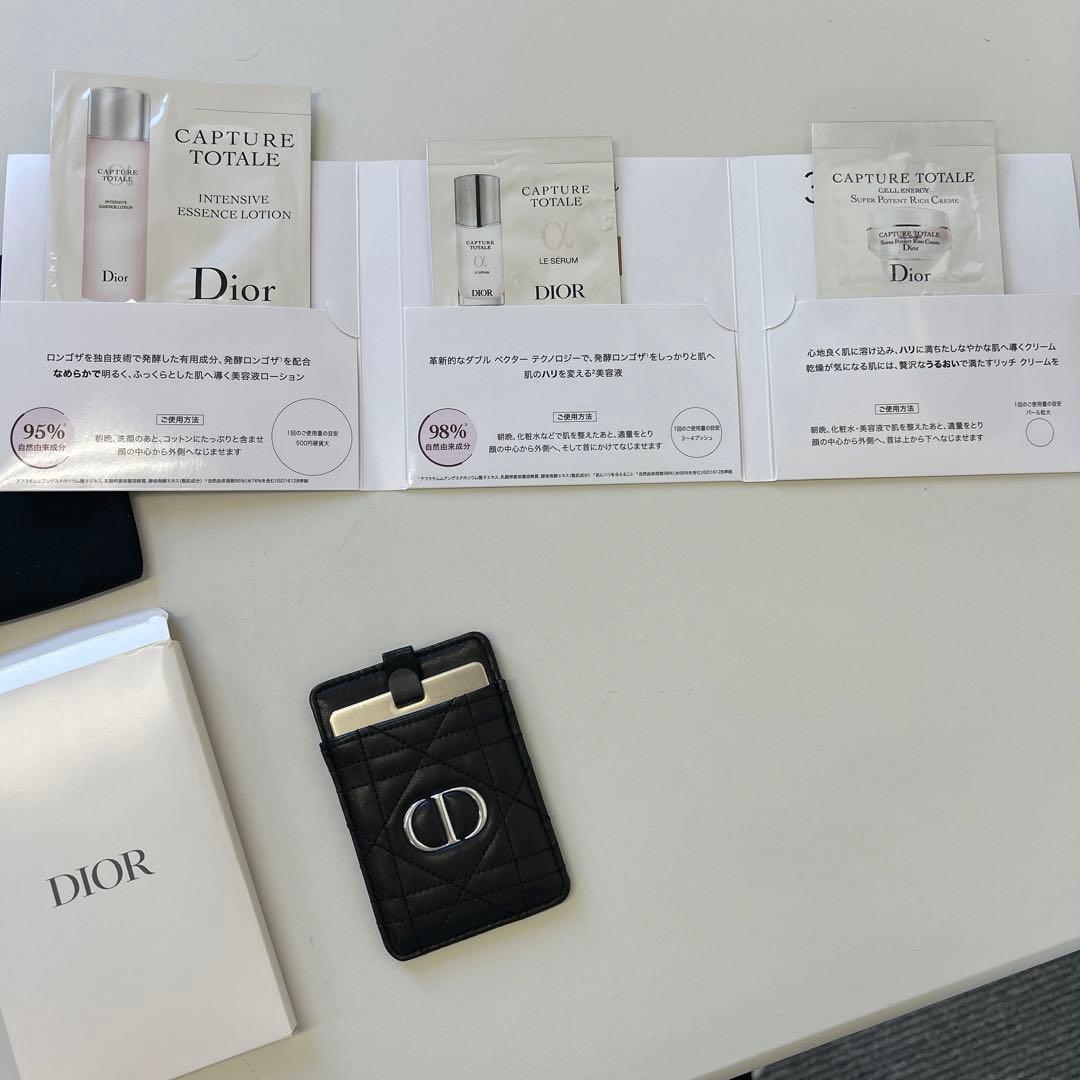 CAPTURE
TOTALE
INTENSIVE
ESSENCE LOTION
Dior
CAPTURE
TOTALE
INTENSIVE
ESSENCE LOTION
Dior
ロンゴザを独自技術で発酵した有用成分、発酵ロンゴザ¹を配合
なめらかで明るく、ふっくらとした肌へ導く美容液ローション
95%
自然由来成分
ご使用方法
朝晩、洗顔のあと、コットンにたっぷりと含ませ
顔の中心から外側へなじませます
1回のご使用量の目安
500円硬貨大
CAPTURE
TOTALE
α
LE SÉRUM
DIOR
CAPTURE
TOTALE
α
LE SÉRUM
DIOR
革新的なダブル ベクター テクノロジーで、発酵ロンゴザ¹をしっかりと肌へ
肌のハリを変える²美容液
98%³
自然由来成分
ご使用方法
朝晩、化粧水などで肌を整えたあと、適量をとり
顔の中心から外側へ、そして首にかけてなじませます
1回のご使用量の目安
3〜4プッシュ
3
CAPTURE TOTALE
CELL ENERGY
SUPER POTENT RICH CREME
CAPTURE TOTALE
SUPER POTENT RICH CREME
Dior
Dior
心地良く肌に溶け込み、ハリに満ちたしなやかな肌へ導くクリーム
乾燥が気になる肌には、贅沢なうるおいで満たすリッチ クリームを
ご使用方法
朝晩、化粧水・美容液で肌を整えたあと、適量をとり
顔の中心から外側へ、首は上から下へなじませます
1回のご使用量の目安
パール粒大
DIOR
CD